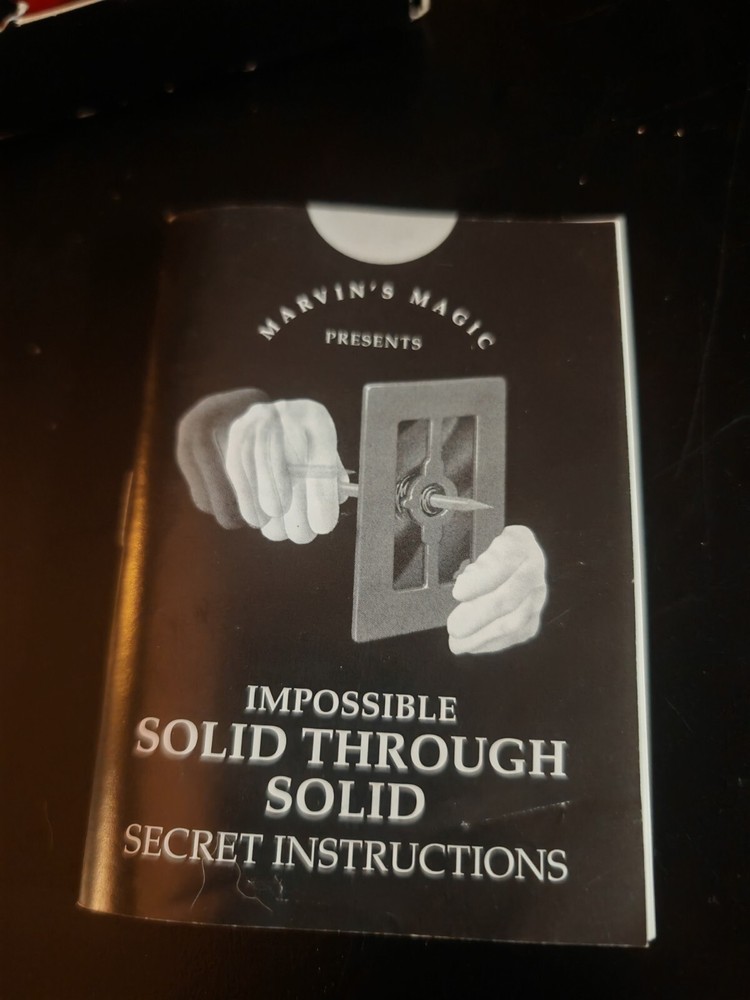 MARVIN'S MAGIC
PRESENTS
IMPOSSIBLE
SOLID THROUGH
SOLID
SECRET INSTRUCTIONS